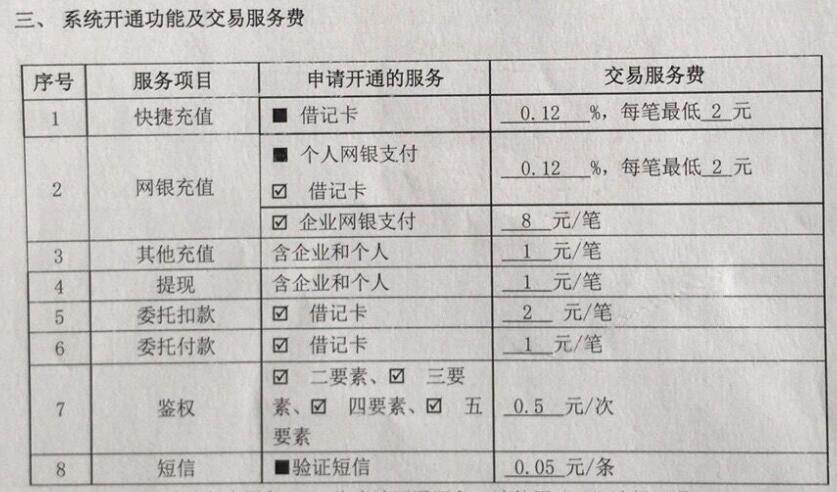 三、 系统开通功能及交易服务费
序号 服务项目 申请开通的服务 交易服务费
1 快捷充值 ■ 借记卡 0.12 %，每笔最低 2 元
2 网银充值 ■ 个人网银支付 0.12 %，每笔最低 2 元
☑ 借记卡
☑ 企业网银支付 8 元/笔
3 其他充值 含企业和个人 1 元/笔
4 提现 含企业和个人 1 元/笔
5 委托扣款 ☑ 借记卡 2 元/笔
6 委托付款 ☑ 借记卡 1 元/笔
7 鉴权 ☑ 二要素、☑ 三要 0.5 元/次
素、☑ 四要素、☑ 五
要素
8 短信 ■验证短信 0.05 元/条